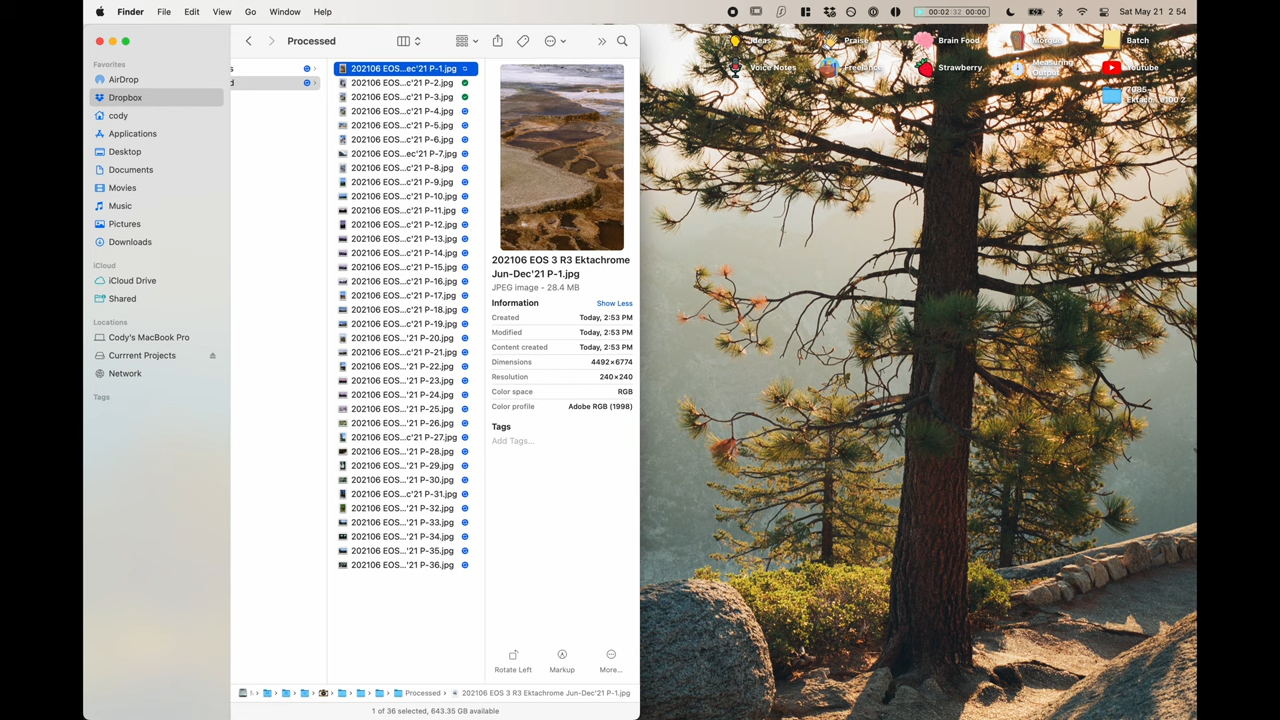 Finder File Edit View Go Window Help
00:02:32 00:00
Sat May 21 2 54
Processed
Favorites
AirDrop
Dropbox
cody
Applications
Desktop
Documents
Movies
Music
Pictures
Downloads
iCloud
iCloud Drive
Shared
Locations
Cody's MacBook Pro
Currrent Projects
Network
Tags
s
d
202106 EOS...ec'21 P-1.jpg
202106 EOS...c'21 P-2.jpg
202106 EOS...c'21 P-3.jpg
202106 EOS...c'21 P-4.jpg
202106 EOS...c'21 P-5.jpg
202106 EOS...c'21 P-6.jpg
202106 EOS...ec'21 P-7.jpg
202106 EOS...c'21 P-8.jpg
202106 EOS...c'21 P-9.jpg
202106 EOS...'21 P-10.jpg
202106 EOS...c'21 P-11.jpg
202106 EOS...'21 P-12.jpg
202106 EOS...'21 P-13.jpg
202106 EOS...'21 P-14.jpg
202106 EOS...'21 P-15.jpg
202106 EOS...'21 P-16.jpg
202106 EOS...c'21 P-17.jpg
202106 EOS...'21 P-18.jpg
202106 EOS...'21 P-19.jpg
202106 EOS...'21 P-20.jpg
202106 EOS...'21 P-21.jpg
202106 EOS...'21 P-22.jpg
202106 EOS...'21 P-23.jpg
202106 EOS...'21 P-24.jpg
202106 EOS...'21 P-25.jpg
202106 EOS...'21 P-26.jpg
202106 EOS...'21 P-27.jpg
202106 EOS...'21 P-28.jpg
202106 EOS...'21 P-29.jpg
202106 EOS...'21 P-30.jpg
202106 EOS...c'21 P-31.jpg
202106 EOS...'21 P-32.jpg
202106 EOS...'21 P-33.jpg
202106 EOS...'21 P-34.jpg
202106 EOS...'21 P-35.jpg
202106 EOS...'21 P-36.jpg
202106 EOS 3 R3 Ektachrome
Jun-Dec'21 P-1.jpg
JPEG image - 28.4 MB
Information Show Less
Created Today, 2:53 PM
Modified Today, 2:53 PM
Content created Today, 2:53 PM
Dimensions 4492×6774
Resolution 240×240
Color space RGB
Color profile Adobe RGB (1998)
Tags
Add Tags...
Rotate Left Markup More...
Processed 202106 EOS 3 R3 Ektachrome Jun-Dec'21 P-1.jpg
1 of 36 selected, 643.35 GB available
Ideas
Praise
Brain Food
Morgue
Batch
Voice Notes
Freelance
Strawberry
Measuring
Output
Youtube